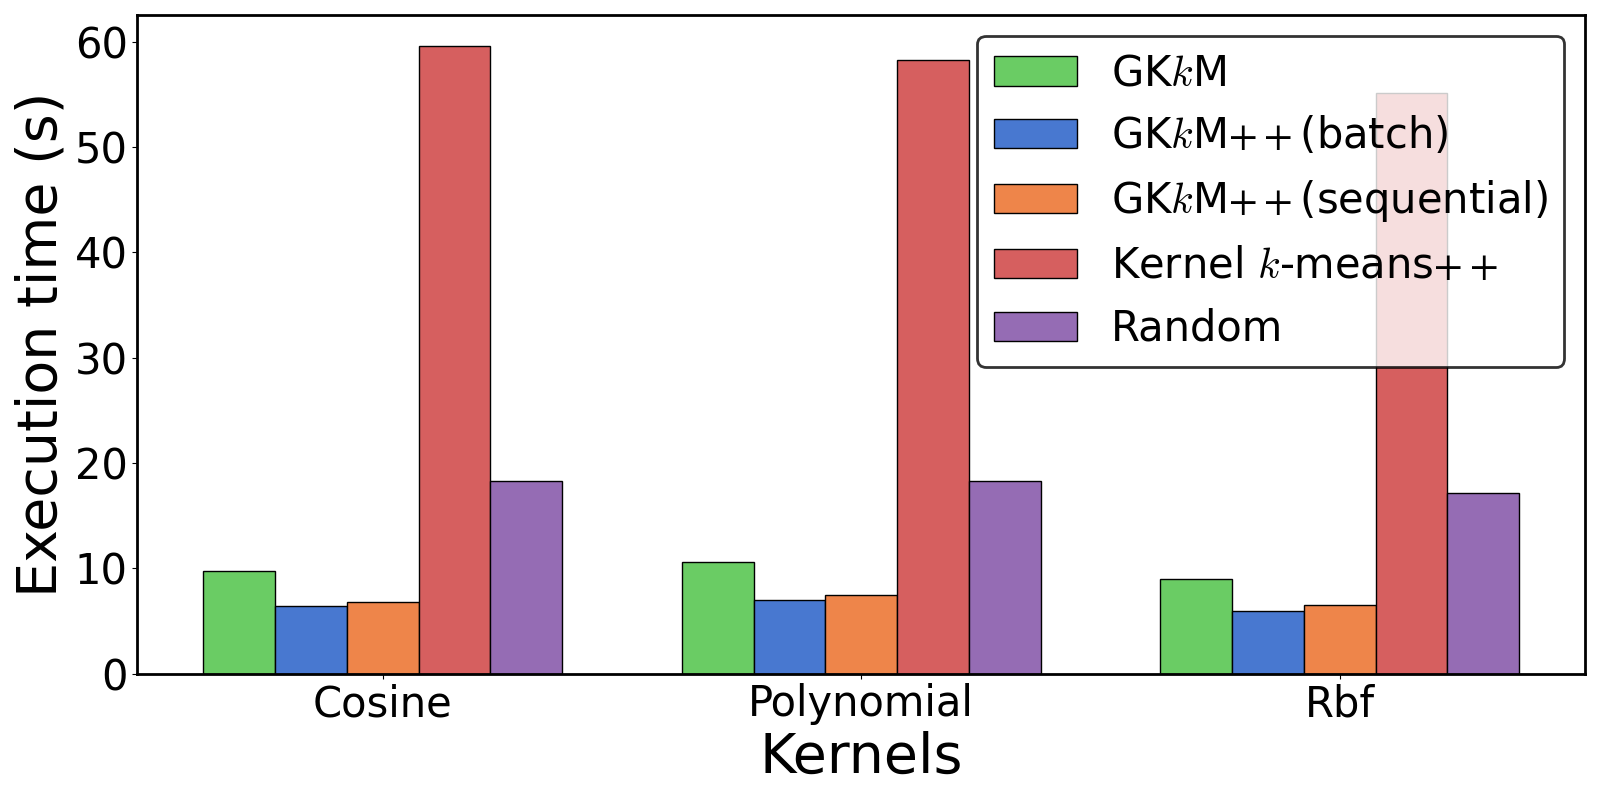 Execution time (s)
60
50
40
30
20
10
0
GKkM
GKkM++(batch)
GKkM++(sequential)
Kernel k-means++
Random
Cosine
Polynomial
Rbf
Kernels